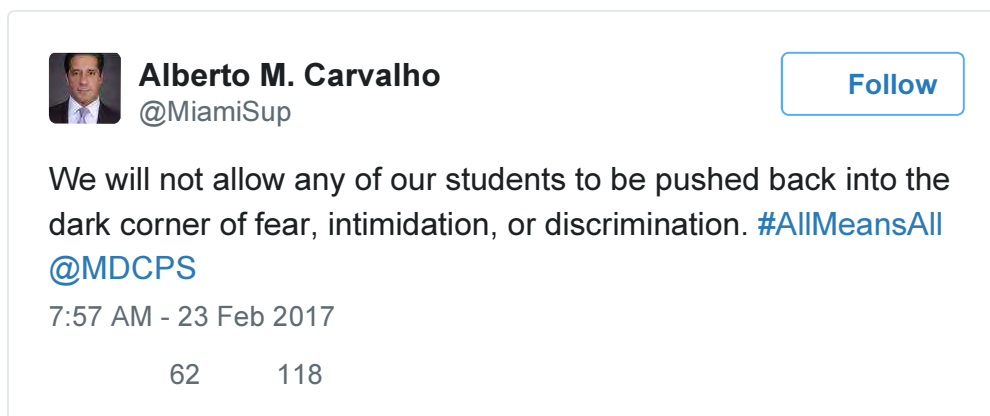 Alberto M. Carvalho
@MiamiSup
Follow
We will not allow any of our students to be pushed back into the
dark corner of fear, intimidation, or discrimination. #AllMeansAll
@MDCPS
7:57 AM - 23 Feb 2017
62 118